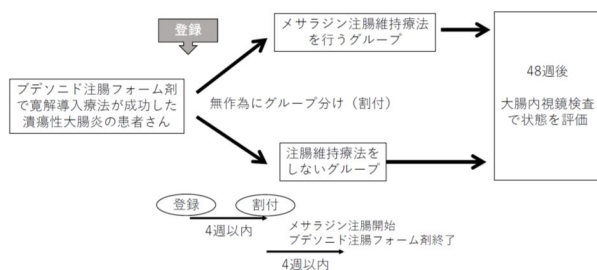 登録
メサラジン注腸維持療法
を行うグループ
ブデソニド注腸フォーム剤
で寛解導入療法が成功した
潰瘍性大腸炎の患者さん
無作為にグループ分け（割付）
48週後
大腸内視鏡検査
で状態を評価
注腸維持療法を
しないグループ
登録
割付
4週以内
メサラジン注腸開始
ブデソニド注腸フォーム剤終了
4週以内